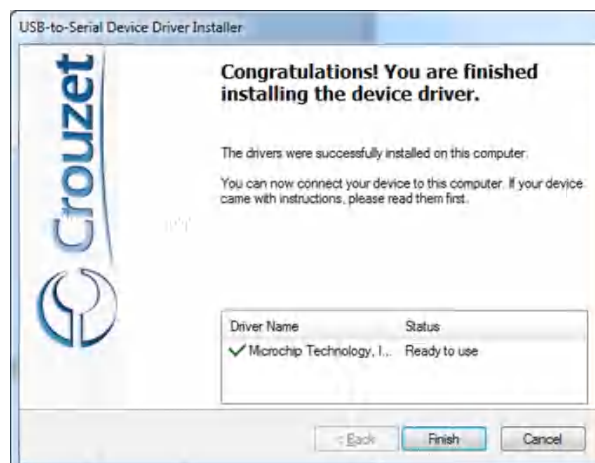 USB-to-Serial Device Driver Installer
Crouzet
Congratulations! You are finished
installing the device driver.
The drivers were successfully installed on this computer.
You can now connect your device to this computer. If your device
came with instructions, please read them first.
Driver Name Status
Microchip Technology, I... Ready to use
< Back Finish Cancel